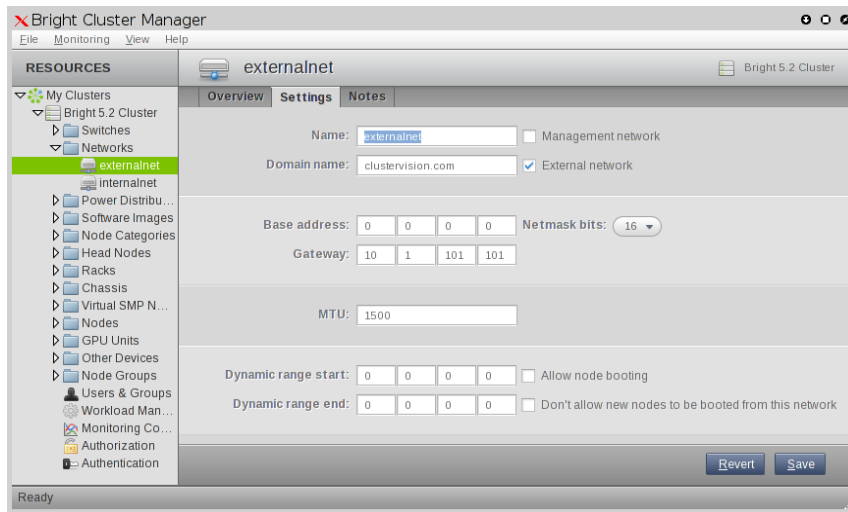 Bright Cluster Manager
File Monitoring View Help
RESOURCES
externalnet
Bright 5.2 Cluster
My Clusters
Bright 5.2 Cluster
Switches
Networks
externalnet
internalnet
Power Distribu...
Software Images
Node Categories
Head Nodes
Racks
Chassis
Virtual SMP N...
Nodes
GPU Units
Other Devices
Node Groups
Users & Groups
Workload Man...
Monitoring Co...
Authorization
Authentication
Overview Settings Notes
Name: externalnet Management network
Domain name: clustervision.com External network
Base address: 0 0 0 0 Netmask bits: 16
Gateway: 10 1 101 101
MTU: 1500
Dynamic range start: 0 0 0 0 Allow node booting
Dynamic range end: 0 0 0 0 Don't allow new nodes to be booted from this network
Revert Save
Ready